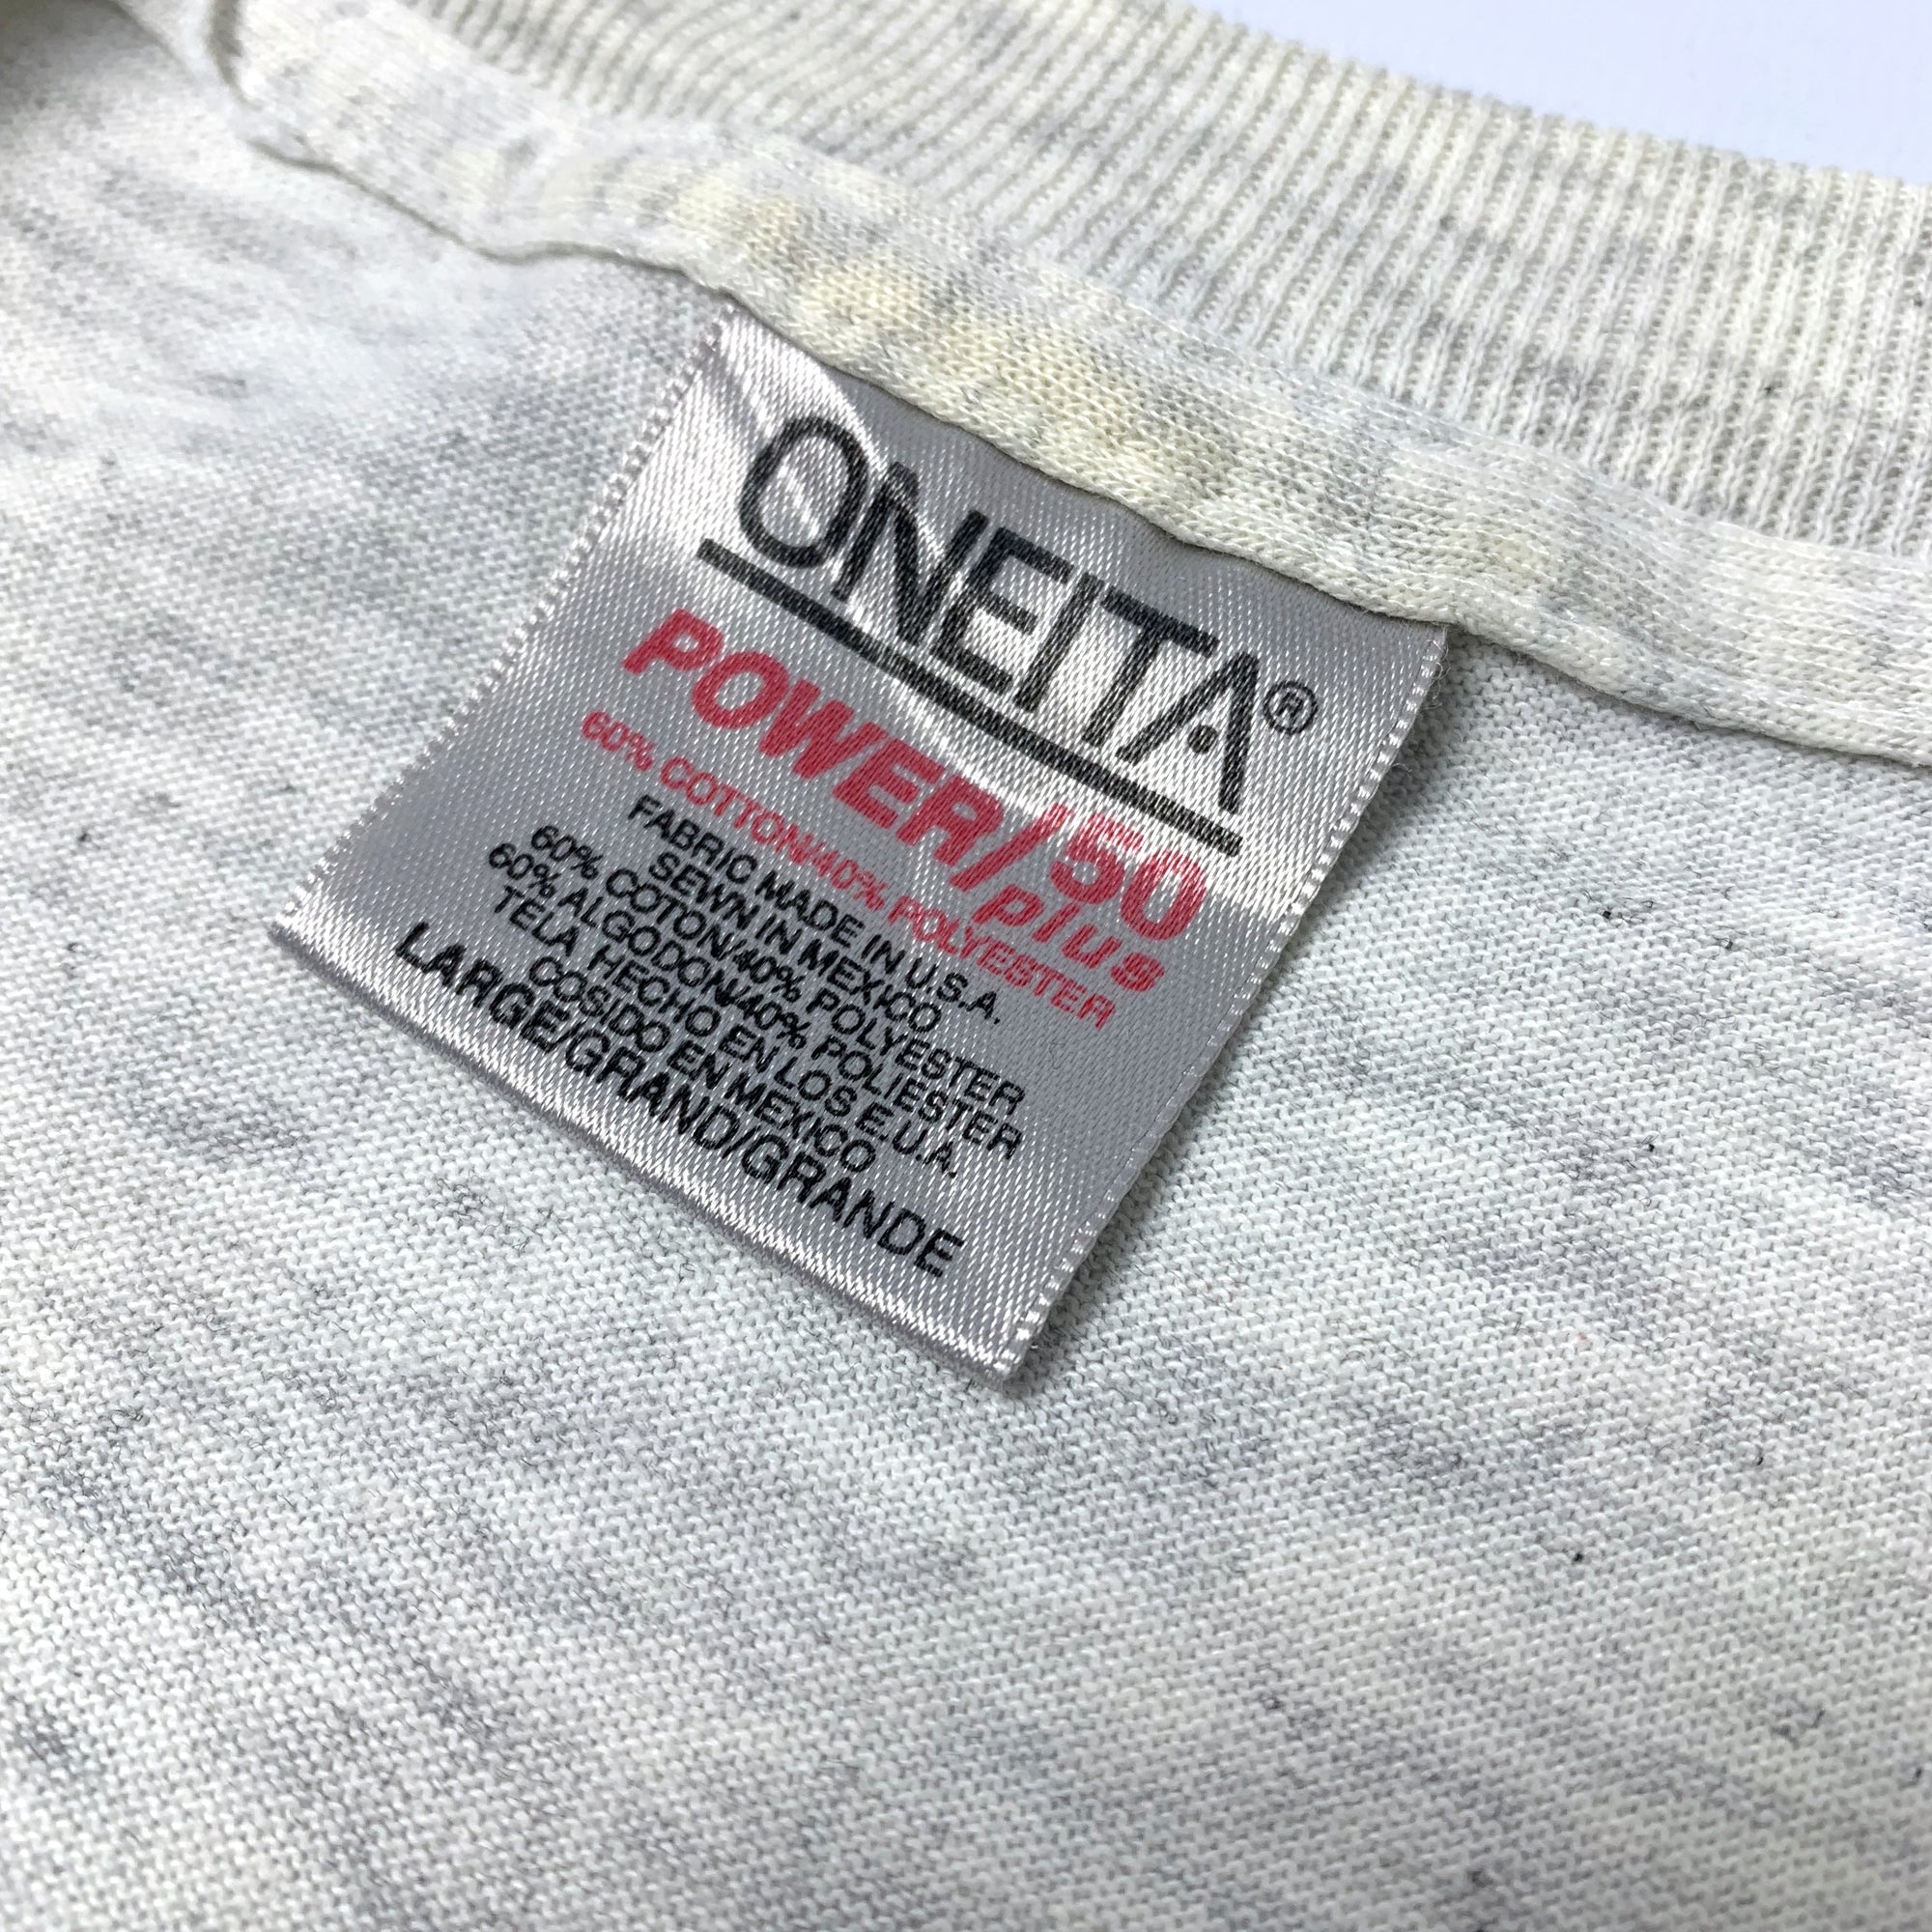 ONEITA®
POWER/50
plus
60% COTTON/40% POLYESTER
FABRIC MADE IN U.S.A.
SEWN IN MEXICO
60% COTON/40% POLYESTER
60% ALGODON/40% POLIESTER
TELA HECHO EN LOS E.U.A.
COSIDO EN MEXICO
LARGE/GRAND/GRANDE